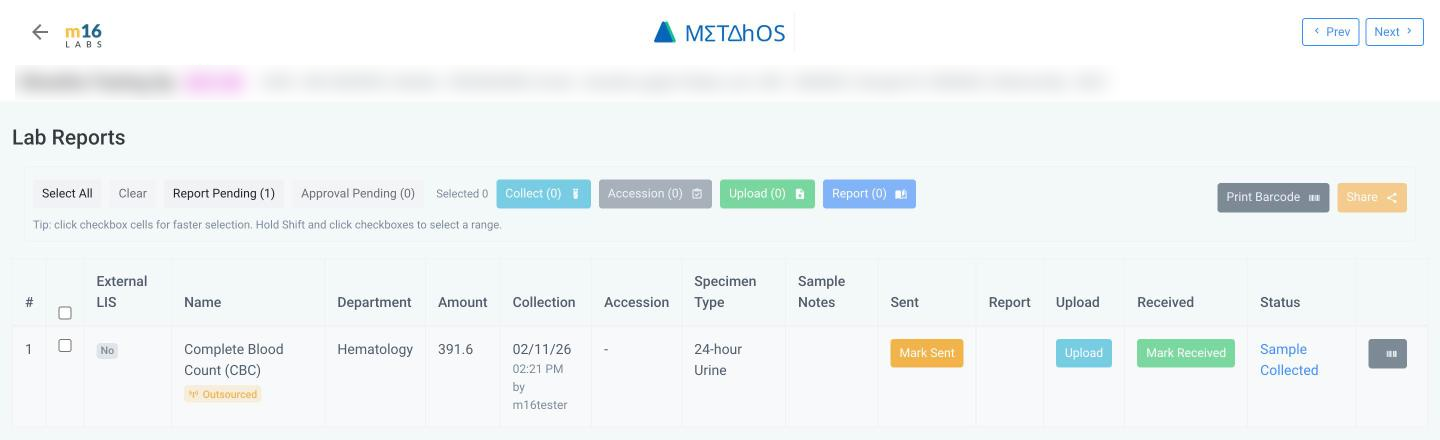 m16
LABS
MΣTΔhOS
Prev
Next
Lab Reports
Select All
Clear
Report Pending (1)
Approval Pending (0)
Selected 0
Collect (0)
Accession (0)
Upload (0)
Report (0)
Print Barcode
Share
Tip: click checkbox cells for faster selection. Hold Shift and click checkboxes to select a range.
#
External
LIS
Name
Department
Amount
Collection
Accession
Specimen
Type
Sample
Notes
Sent
Report
Upload
Received
Status
1
No
Complete Blood
Count (CBC)
Outsourced
Hematology
391.6
02/11/26
02:21 PM
by
m16tester
-
24-hour
Urine
Mark Sent
Upload
Mark Received
Sample
Collected